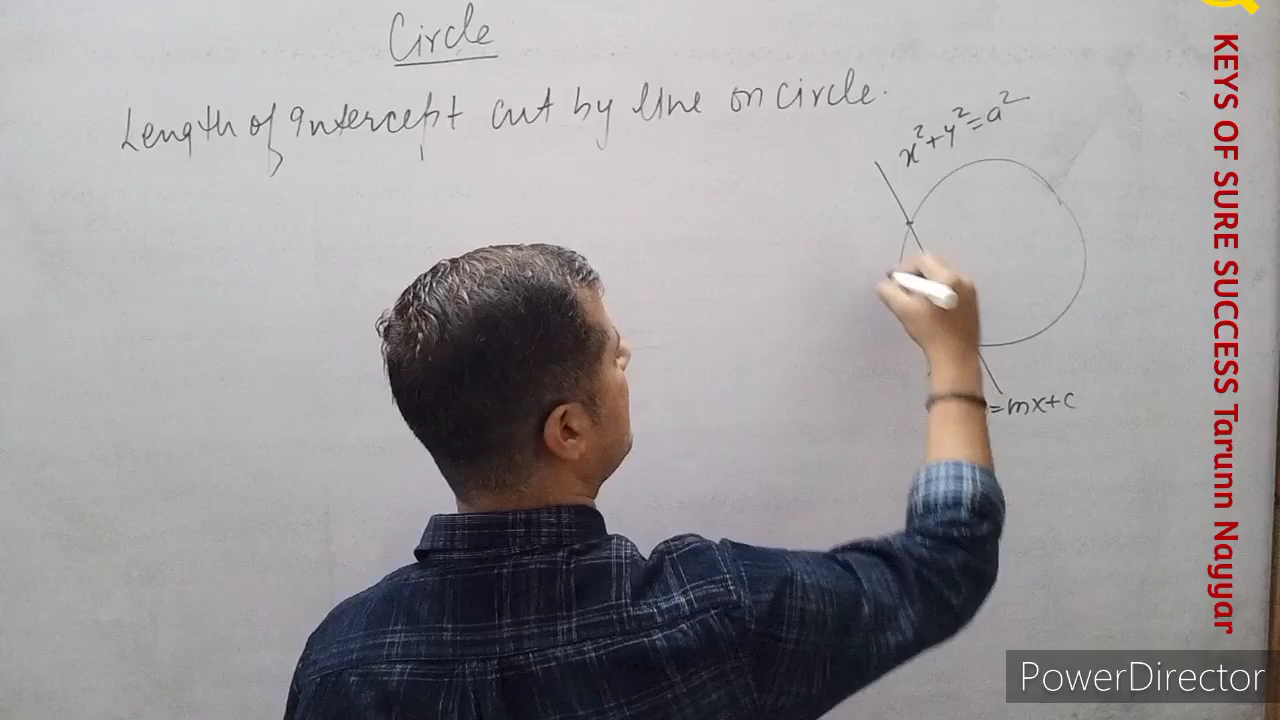 Circle
Length of intercept cut by line on circle.
x²+y²=a²
=mx+c
KEYS OF SURE SUCCESS Tarunn Nayyar
PowerDirector